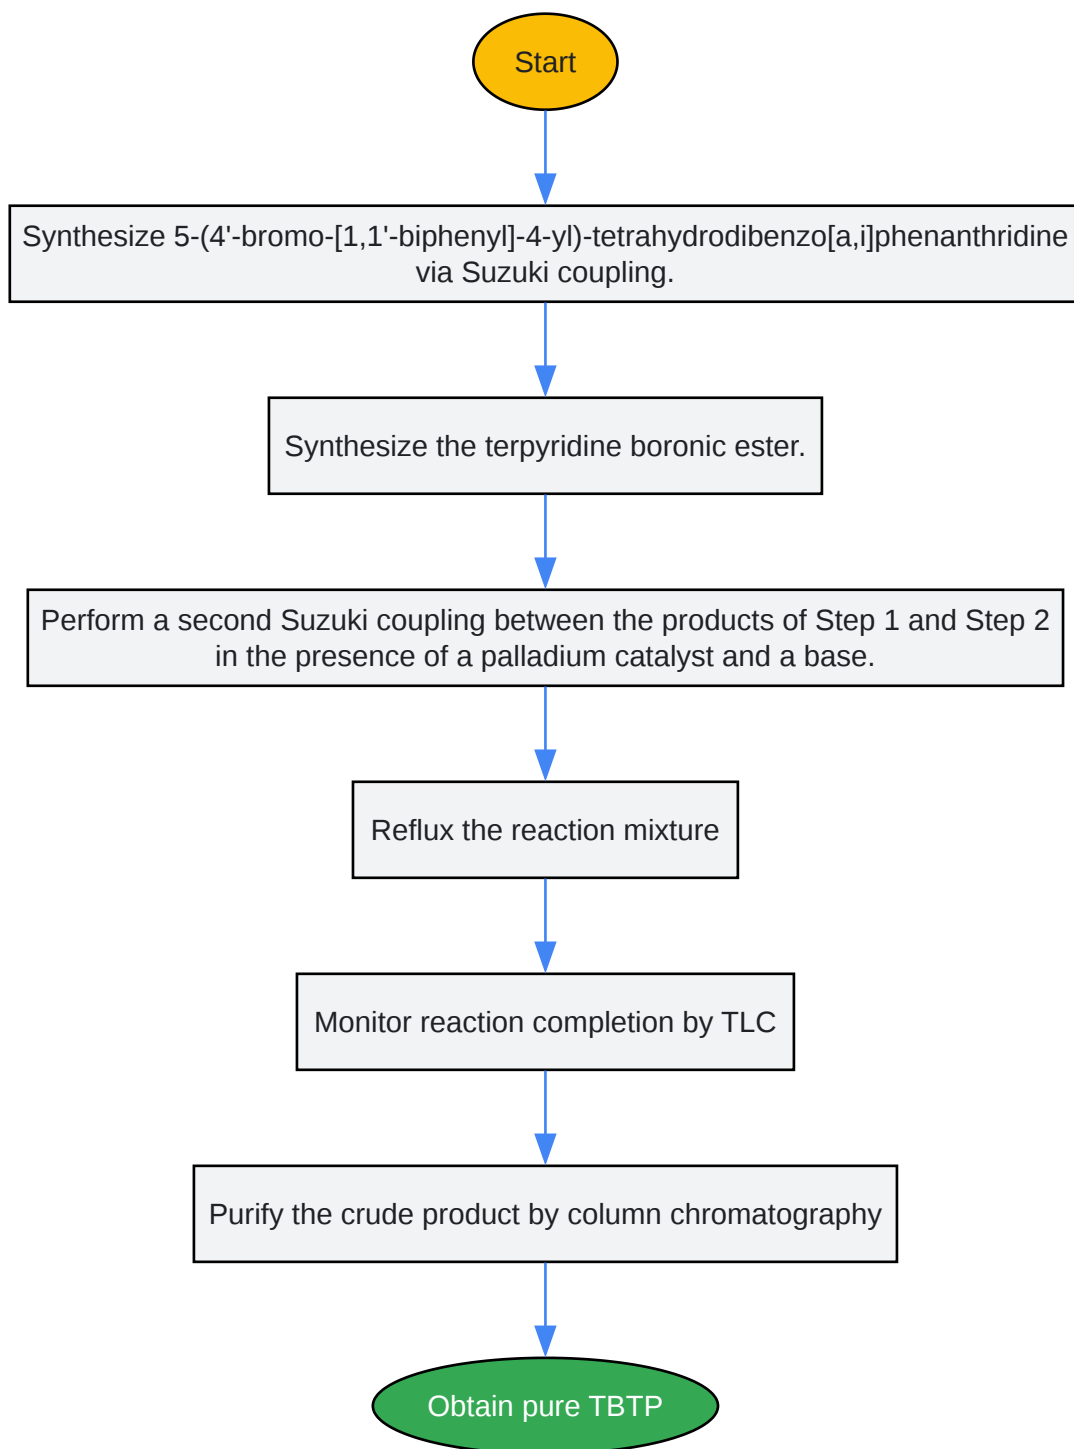 Start
Synthesize 5-(4'-bromo-[1,1'-biphenyl]-4-yl)-tetrahydrodibenzo[a,i]phenanthridine
via Suzuki coupling.
Synthesize the terpyridine boronic ester.
Perform a second Suzuki coupling between the products of Step 1 and Step 2
in the presence of a palladium catalyst and a base.
Reflux the reaction mixture
Monitor reaction completion by TLC
Purify the crude product by column chromatography
Obtain pure TBTP